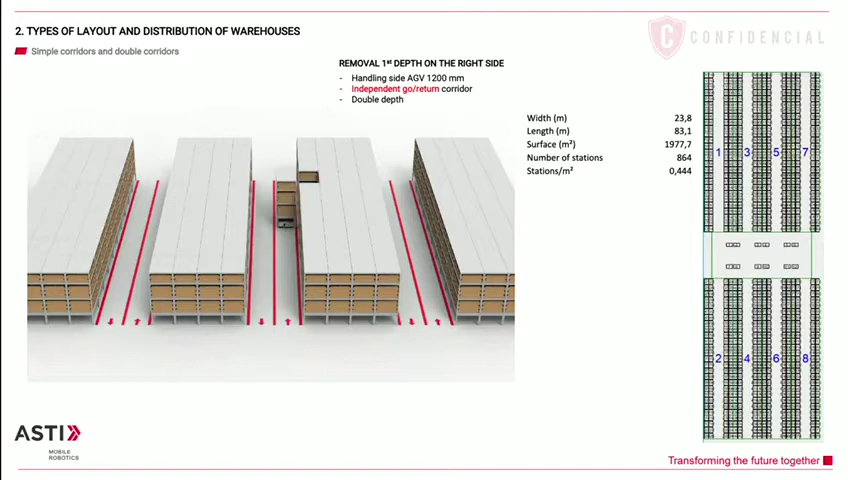 2. TYPES OF LAYOUT AND DISTRIBUTION OF WAREHOUSES
Simple corridors and double corridors
CONFIDENCIAL
REMOVAL 1st DEPTH ON THE RIGHT SIDE
- Handling side AGV 1200 mm
- Independent go/return corridor
- Double depth
Width (m) 23,8
Length (m) 83,1
Surface (m²) 1977,7
Number of stations 864
Stations/m² 0,444
1 3 5 7
2 4 6 8
ASTI
MOBILE
ROBOTICS
Transforming the future together